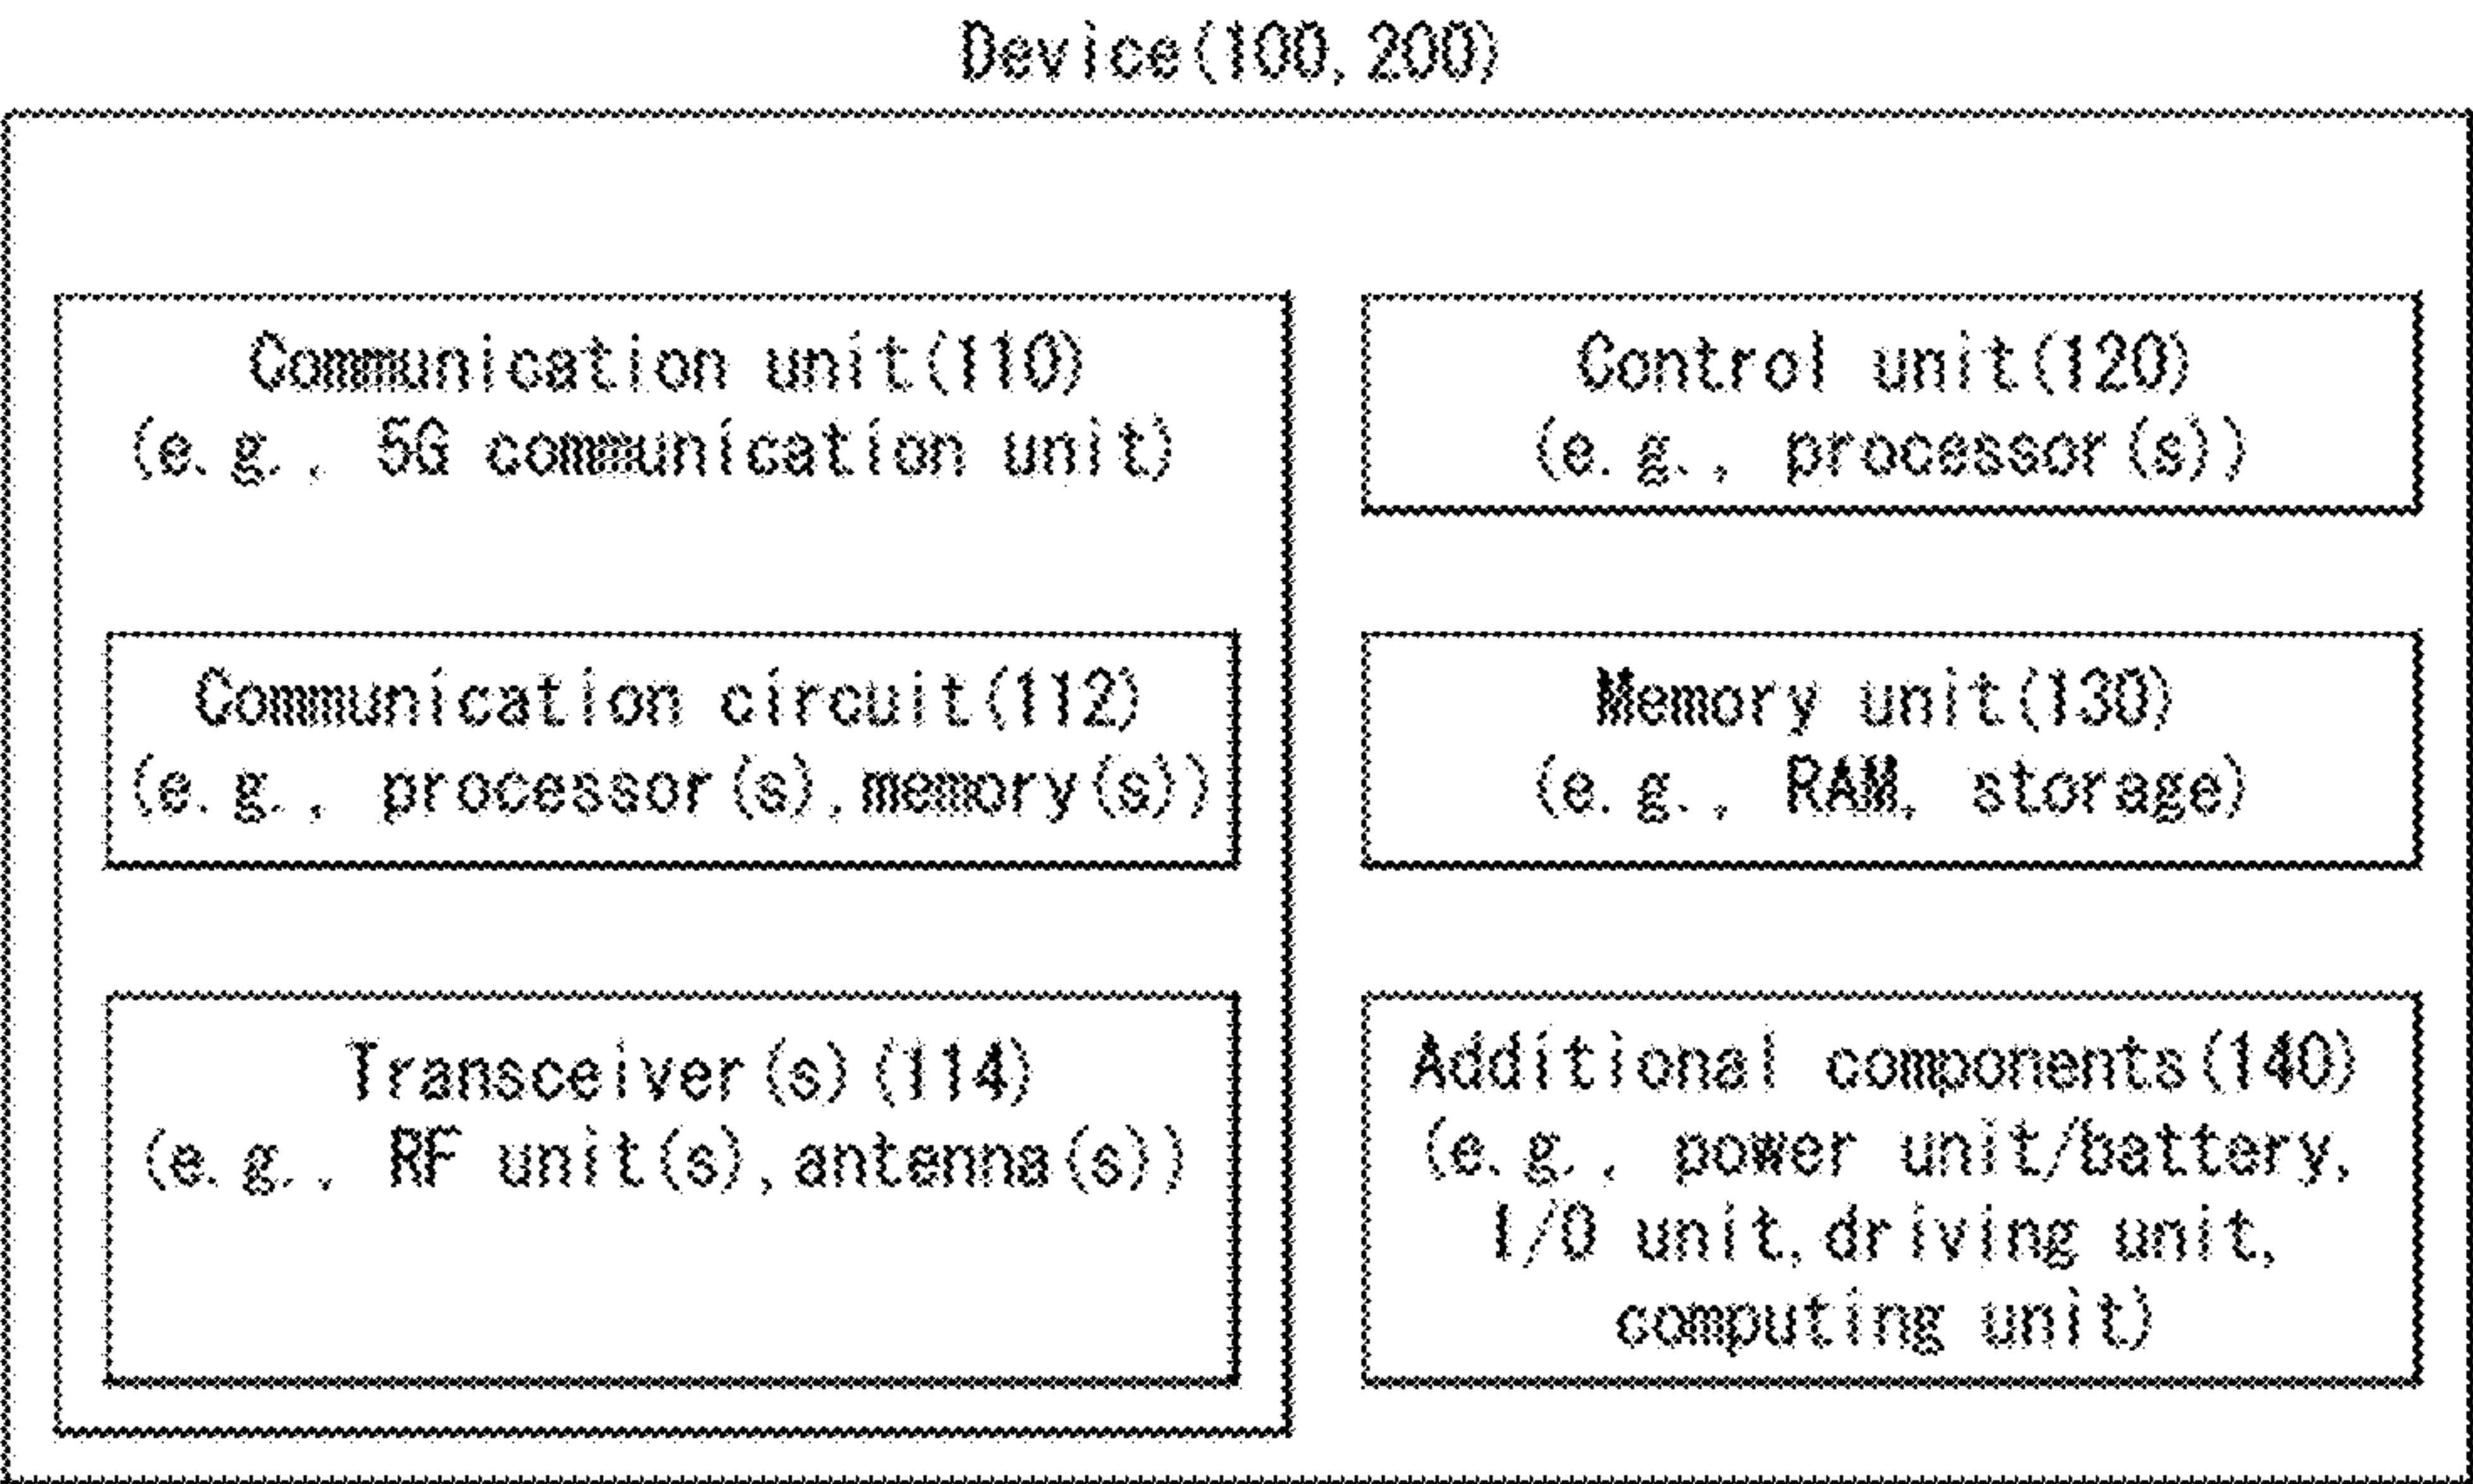 Device(100,200)
Communication unit(110)
(e.g., 5G communication unit)
Communication circuit(112)
(e.g., processor(s),memory(s))
Transceiver(s)(114)
(e.g., RF unit(s),antenna(s))
Control unit(120)
(e.g., processor(s))
Memory unit(130)
(e.g., RAM, storage)
Additional components(140)
(e.g., power unit/battery,
I/O unit,driving unit,
computing unit)